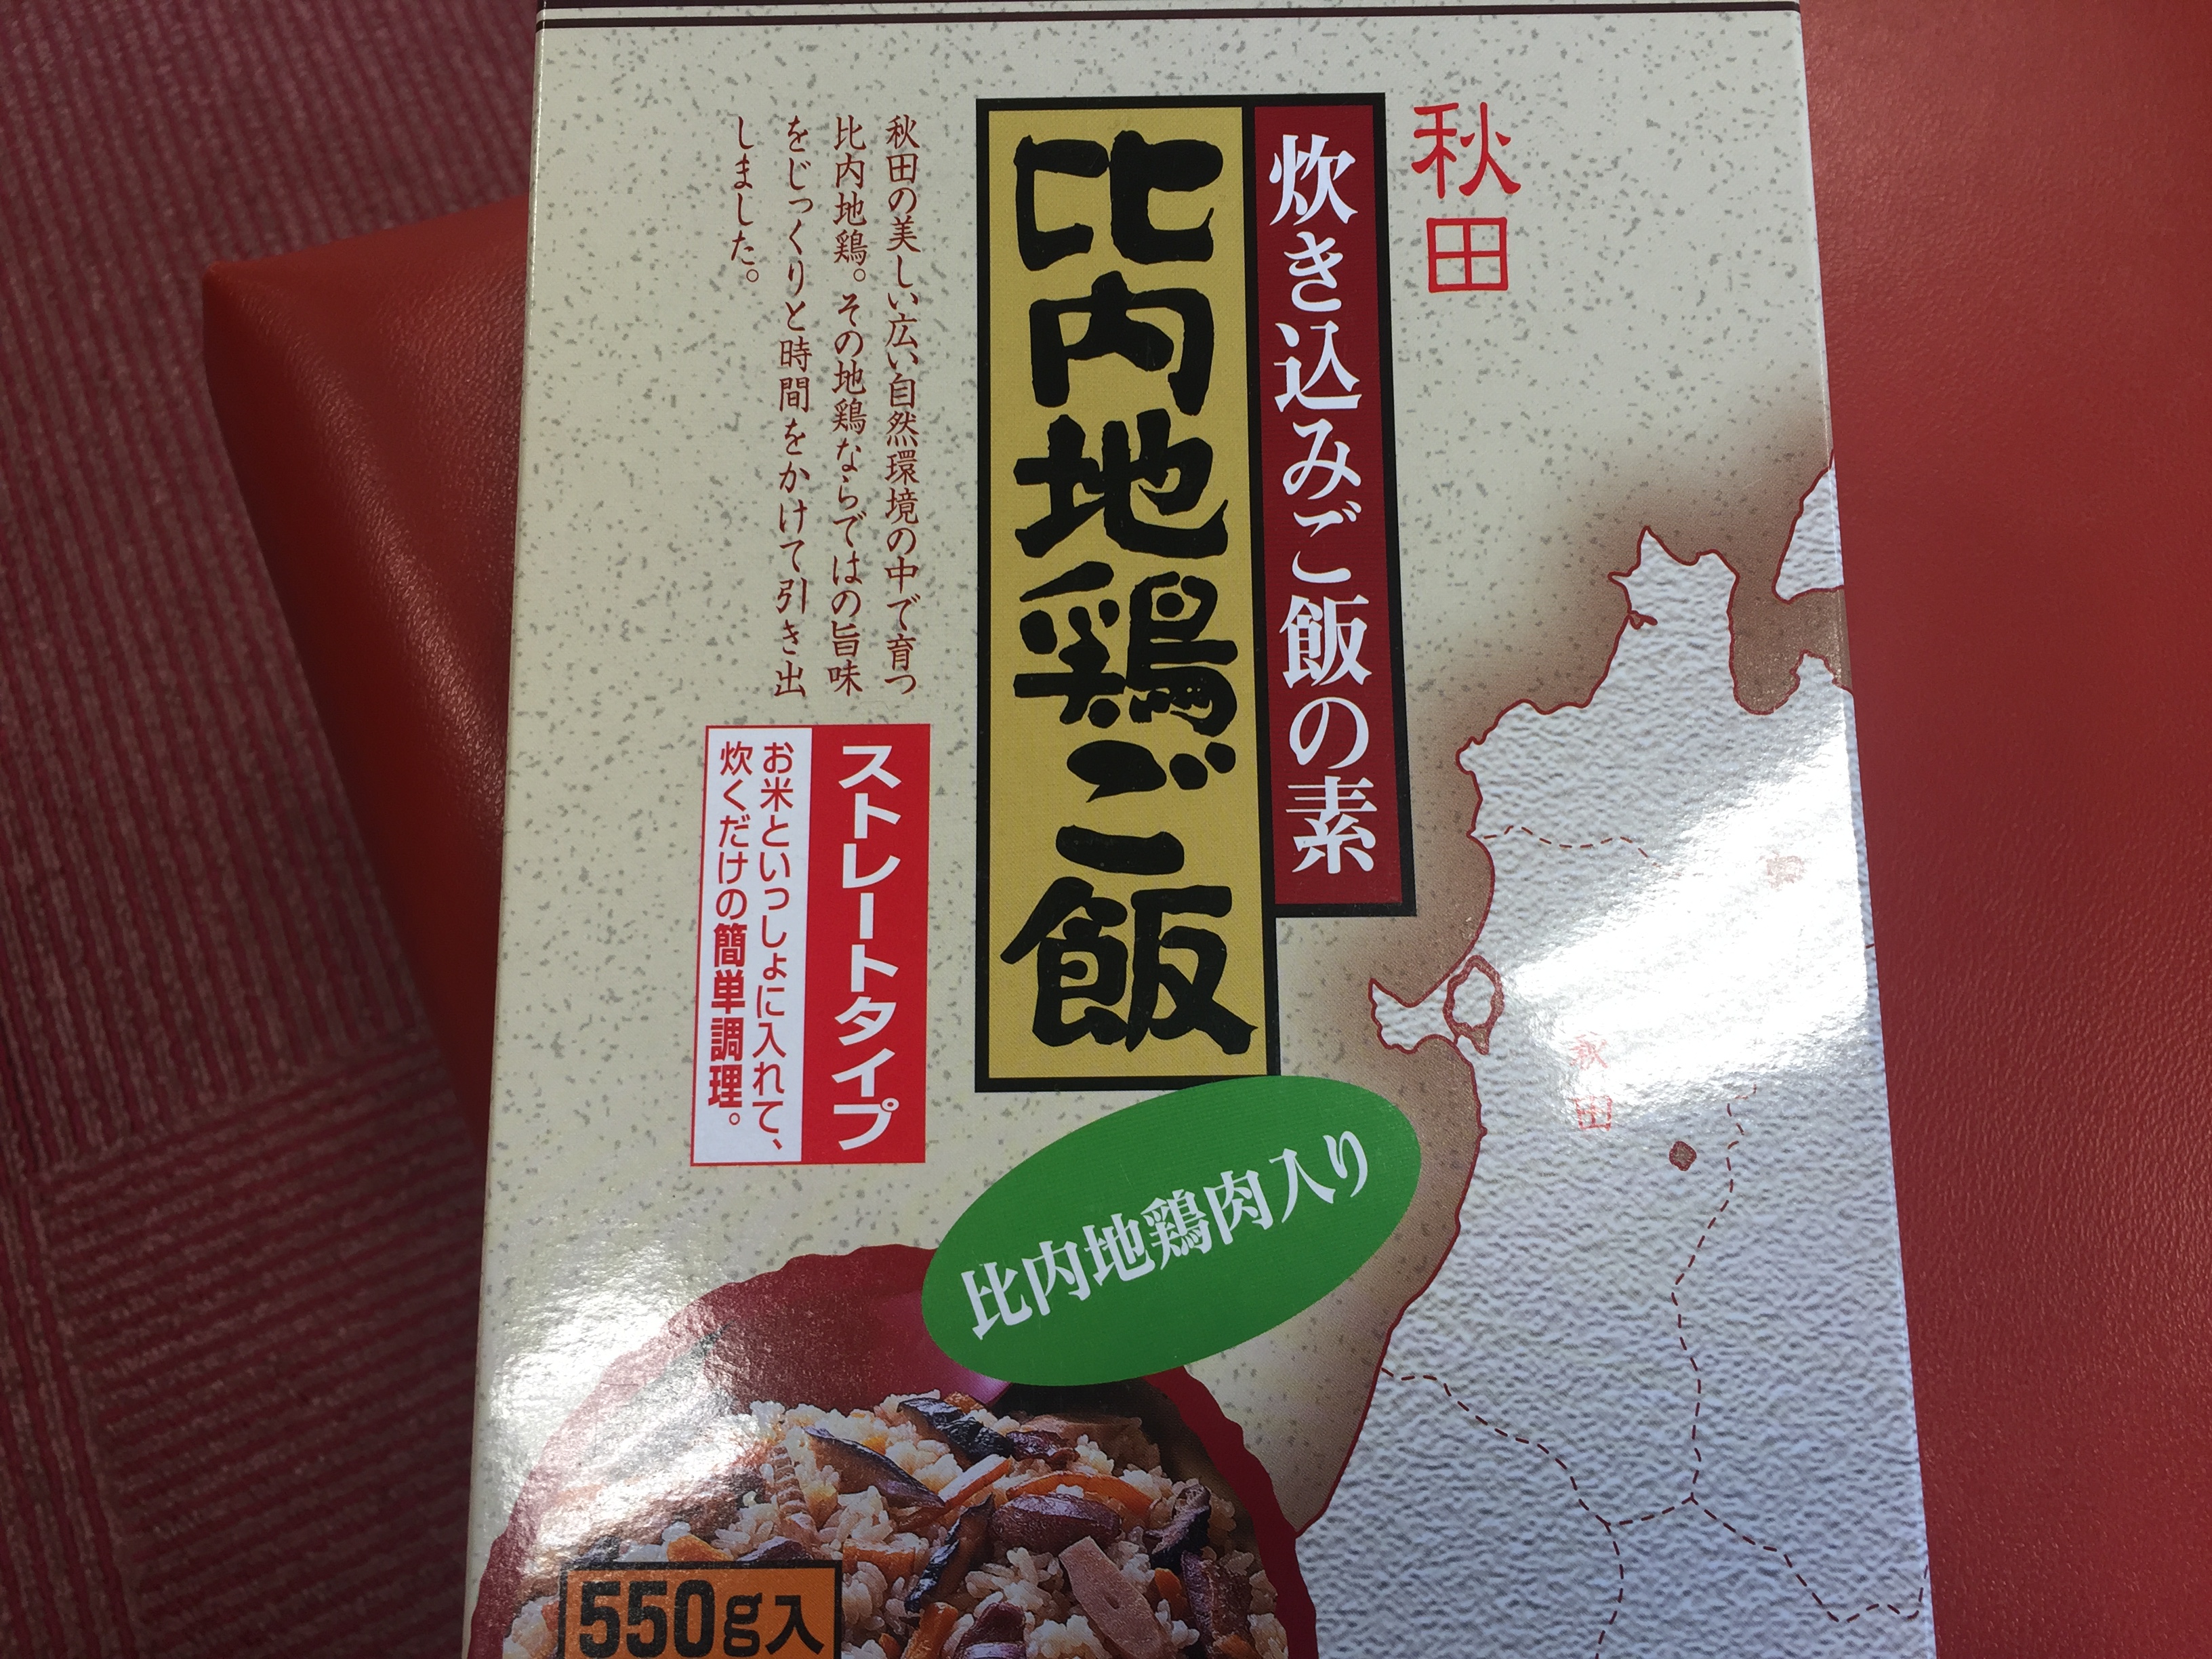 秋田
炊き込みご飯の素
比内地鶏ご飯
秋田の美しい広い自然環境の中で育つ
比内地鶏。その地鶏ならではの旨味
をじっくりと時間をかけて引き出
しました。
ストレートタイプ
お米といっしょに入れて、
炊くだけの簡単調理。
比内地鶏肉入り
秋田
550g入